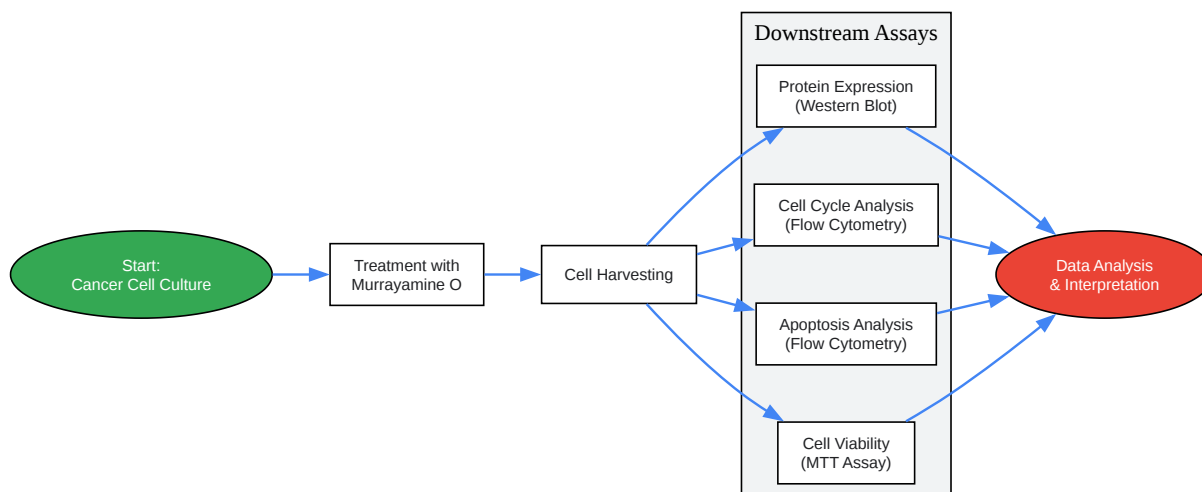 Start:
Cancer Cell Culture
Treatment with
Murrayamine O
Cell Harvesting
Downstream Assays
Protein Expression
(Western Blot)
Cell Cycle Analysis
(Flow Cytometry)
Apoptosis Analysis
(Flow Cytometry)
Cell Viability
(MTT Assay)
Data Analysis
& Interpretation